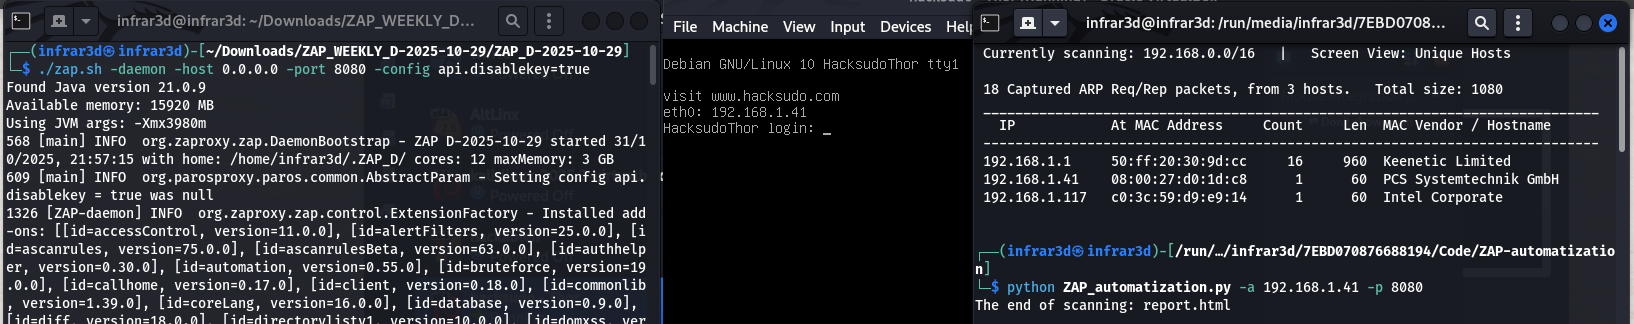 infrar3d@infrar3d: ~/Downloads/ZAP_WEEKLY_D...
┌──(infrar3d㉿infrar3d)-[~/Downloads/ZAP_WEEKLY_D-2025-10-29/ZAP_D-2025-10-29]
└─$ ./zap.sh -daemon -host 0.0.0.0 -port 8080 -config api.disablekey=true
Found Java version 21.0.9
Available memory: 15920 MB
Using JVM args: -Xmx3980m
568 [main] INFO  org.zaproxy.zap.DaemonBootstrap - ZAP D-2025-10-29 started 31/1
0/2025, 21:57:15 with home: /home/infrar3d/.ZAP_D/ cores: 12 maxMemory: 3 GB
609 [main] INFO  org.parosproxy.paros.common.AbstractParam - Setting config api.
disablekey = true was null
1326 [ZAP-daemon] INFO  org.zaproxy.zap.control.ExtensionFactory - Installed add
-ons: [[id=accessControl, version=11.0.0], [id=alertFilters, version=25.0.0], [i
d=ascanrules, version=75.0.0], [id=ascanrulesBeta, version=63.0.0], [id=authhelp
er, version=0.30.0], [id=automation, version=0.55.0], [id=bruteforce, version=19
.0.0], [id=callhome, version=0.17.0], [id=client, version=0.18.0], [id=commonlib
, version=1.39.0], [id=coreLang, version=16.0.0], [id=database, version=0.9.0],
[id=diff, version=18.0.0], [id=directorylistv1, version=10.0.0], [id=domxss, ver
AltLinx
Powered Off
Powered Off
File Machine View Input Devices Help
Debian GNU/Linux 10 HacksudoThor tty1
visit www.hacksudo.com
eth0: 192.168.1.41
HacksudoThor login: _
infrar3d@infrar3d: /run/media/infrar3d/7EBD0708...
Currently scanning: 192.168.0.0/16   |   Screen View: Unique Hosts
18 Captured ARP Req/Rep packets, from 3 hosts.   Total size: 1080
IP            At MAC Address     Count     Len  MAC Vendor / Hostname
192.168.1.1     50:ff:20:30:9d:cc     16     960  Keenetic Limited
192.168.1.41    08:00:27:d0:1d:c8      1      60  PCS Systemtechnik GmbH
192.168.1.117   c0:3c:59:d9:e9:14      1      60  Intel Corporate
┌──(infrar3d㉿infrar3d)-[/run/…/infrar3d/7EBD070876688194/Code/ZAP-automatizatio
n]
└─$ python ZAP_automatization.py -a 192.168.1.41 -p 8080
The end of scanning: report.html